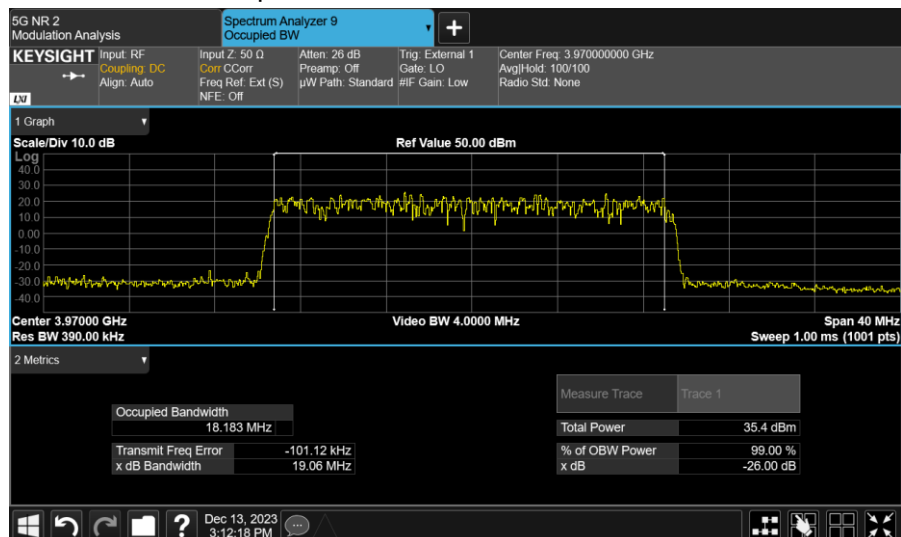 5G NR 2
Modulation Analysis
Spectrum Analyzer 9
Occupied BW
+
KEYSIGHT
LXI
Input: RF
Coupling: DC
Align: Auto
Input Z: 50 Ω
Corr CCorr
Freq Ref: Ext (S)
NFE: Off
Atten: 26 dB
Preamp: Off
µW Path: Standard
Trig: External 1
Gate: LO
#IF Gain: Low
Center Freq: 3.970000000 GHz
Avg|Hold: 100/100
Radio Std: None
1 Graph
Scale/Div 10.0 dB
Ref Value 50.00 dBm
Log
40.0
30.0
20.0
10.0
0.00
-10.0
-20.0
-30.0
-40.0
Center 3.97000 GHz
Video BW 4.0000 MHz
Span 40 MHz
Res BW 390.00 kHz
Sweep 1.00 ms (1001 pts)
2 Metrics
Measure Trace
Trace 1
Occupied Bandwidth
18.183 MHz
Total Power
35.4 dBm
Transmit Freq Error
-101.12 kHz
% of OBW Power
99.00 %
x dB Bandwidth
19.06 MHz
x dB
-26.00 dB
?
Dec 13, 2023
3:12:18 PM